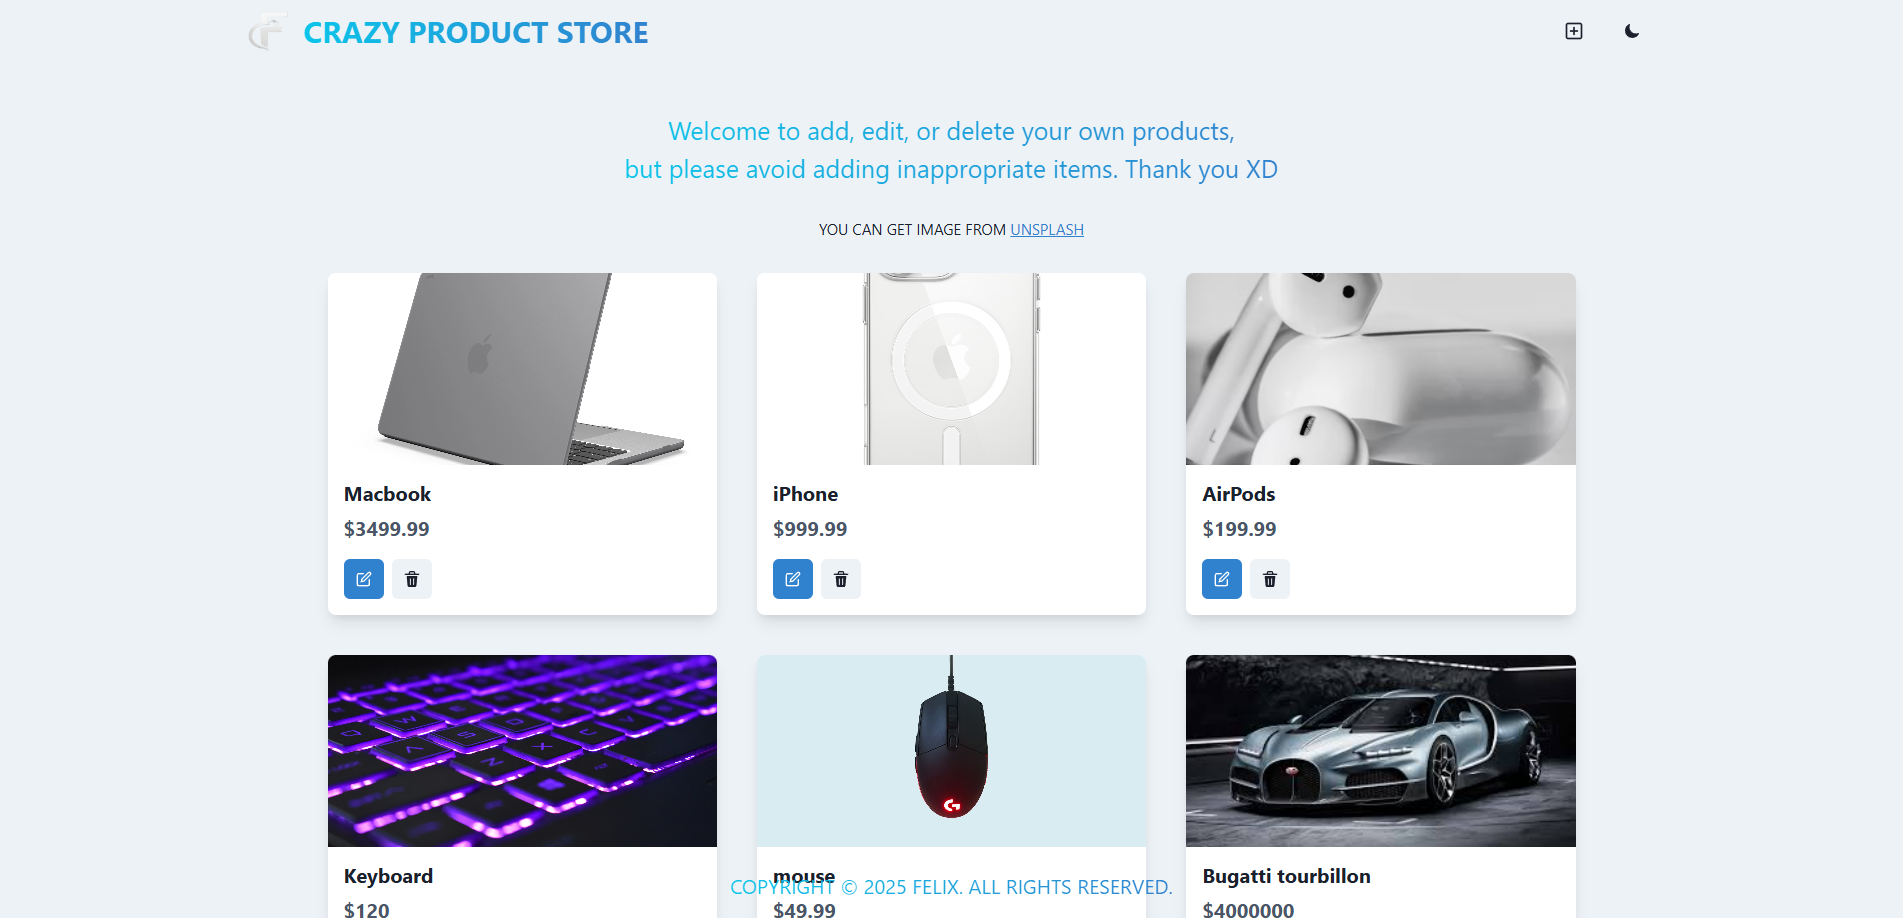 CRAZY PRODUCT STORE
Welcome to add, edit, or delete your own products,
but please avoid adding inappropriate items. Thank you XD
YOU CAN GET IMAGE FROM UNSPLASH
Macbook
$3499.99
iPhone
$999.99
AirPods
$199.99
Keyboard
$120
mouse
$49.99
Bugatti tourbillon
$4000000
COPYRIGHT © 2025 FELIX. ALL RIGHTS RESERVED.